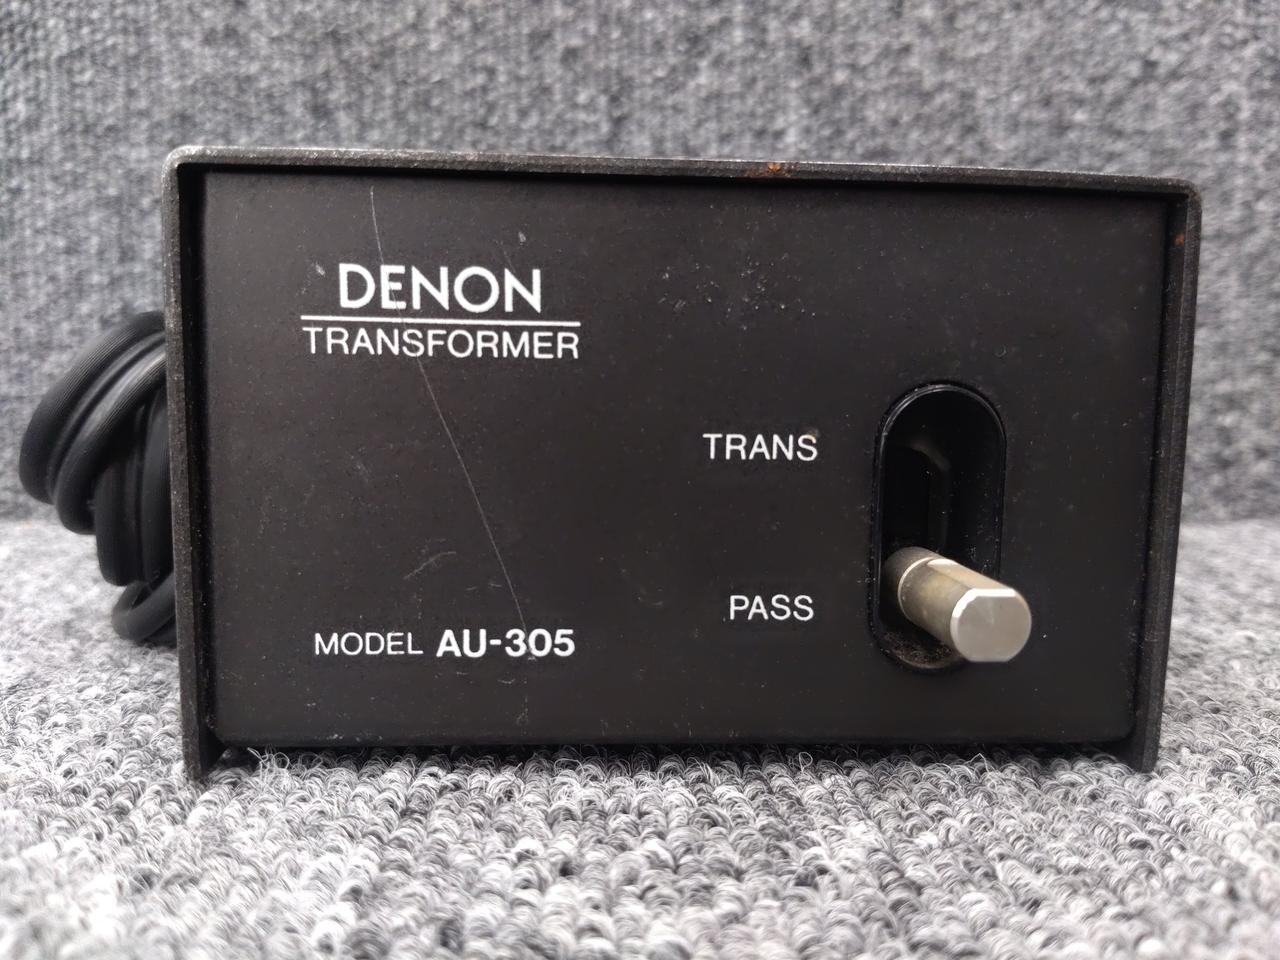 DENON
TRANSFORMER
TRANS
PASS
MODEL AU-305